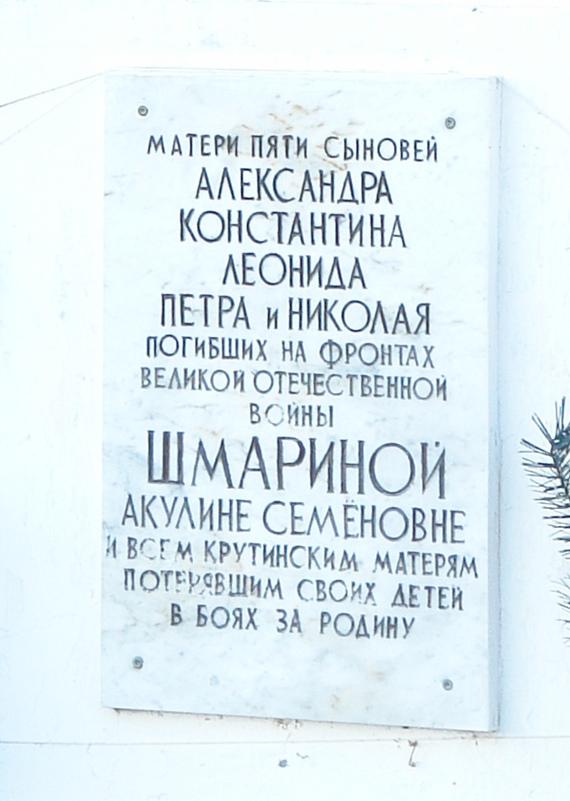 МАТЕРИ ПЯТИ СЫНОВЕЙ
АЛЕКСАНДРА
КОНСТАНТИНА
ЛЕОНИДА
ПЕТРА и НИКОЛАЯ
ПОГИБШИХ НА ФРОНТАХ
ВЕЛИКОЙ ОТЕЧЕСТВЕННОЙ
ВОЙНЫ
ШМАРИНОЙ
АКУЛИНЕ СЕМЁНОВНЕ
И ВСЕМ КРУТИНСКИМ МАТЕРЯМ
ПОТЕРЯВШИМ СВОИХ ДЕТЕЙ
В БОЯХ ЗА РОДИНУ